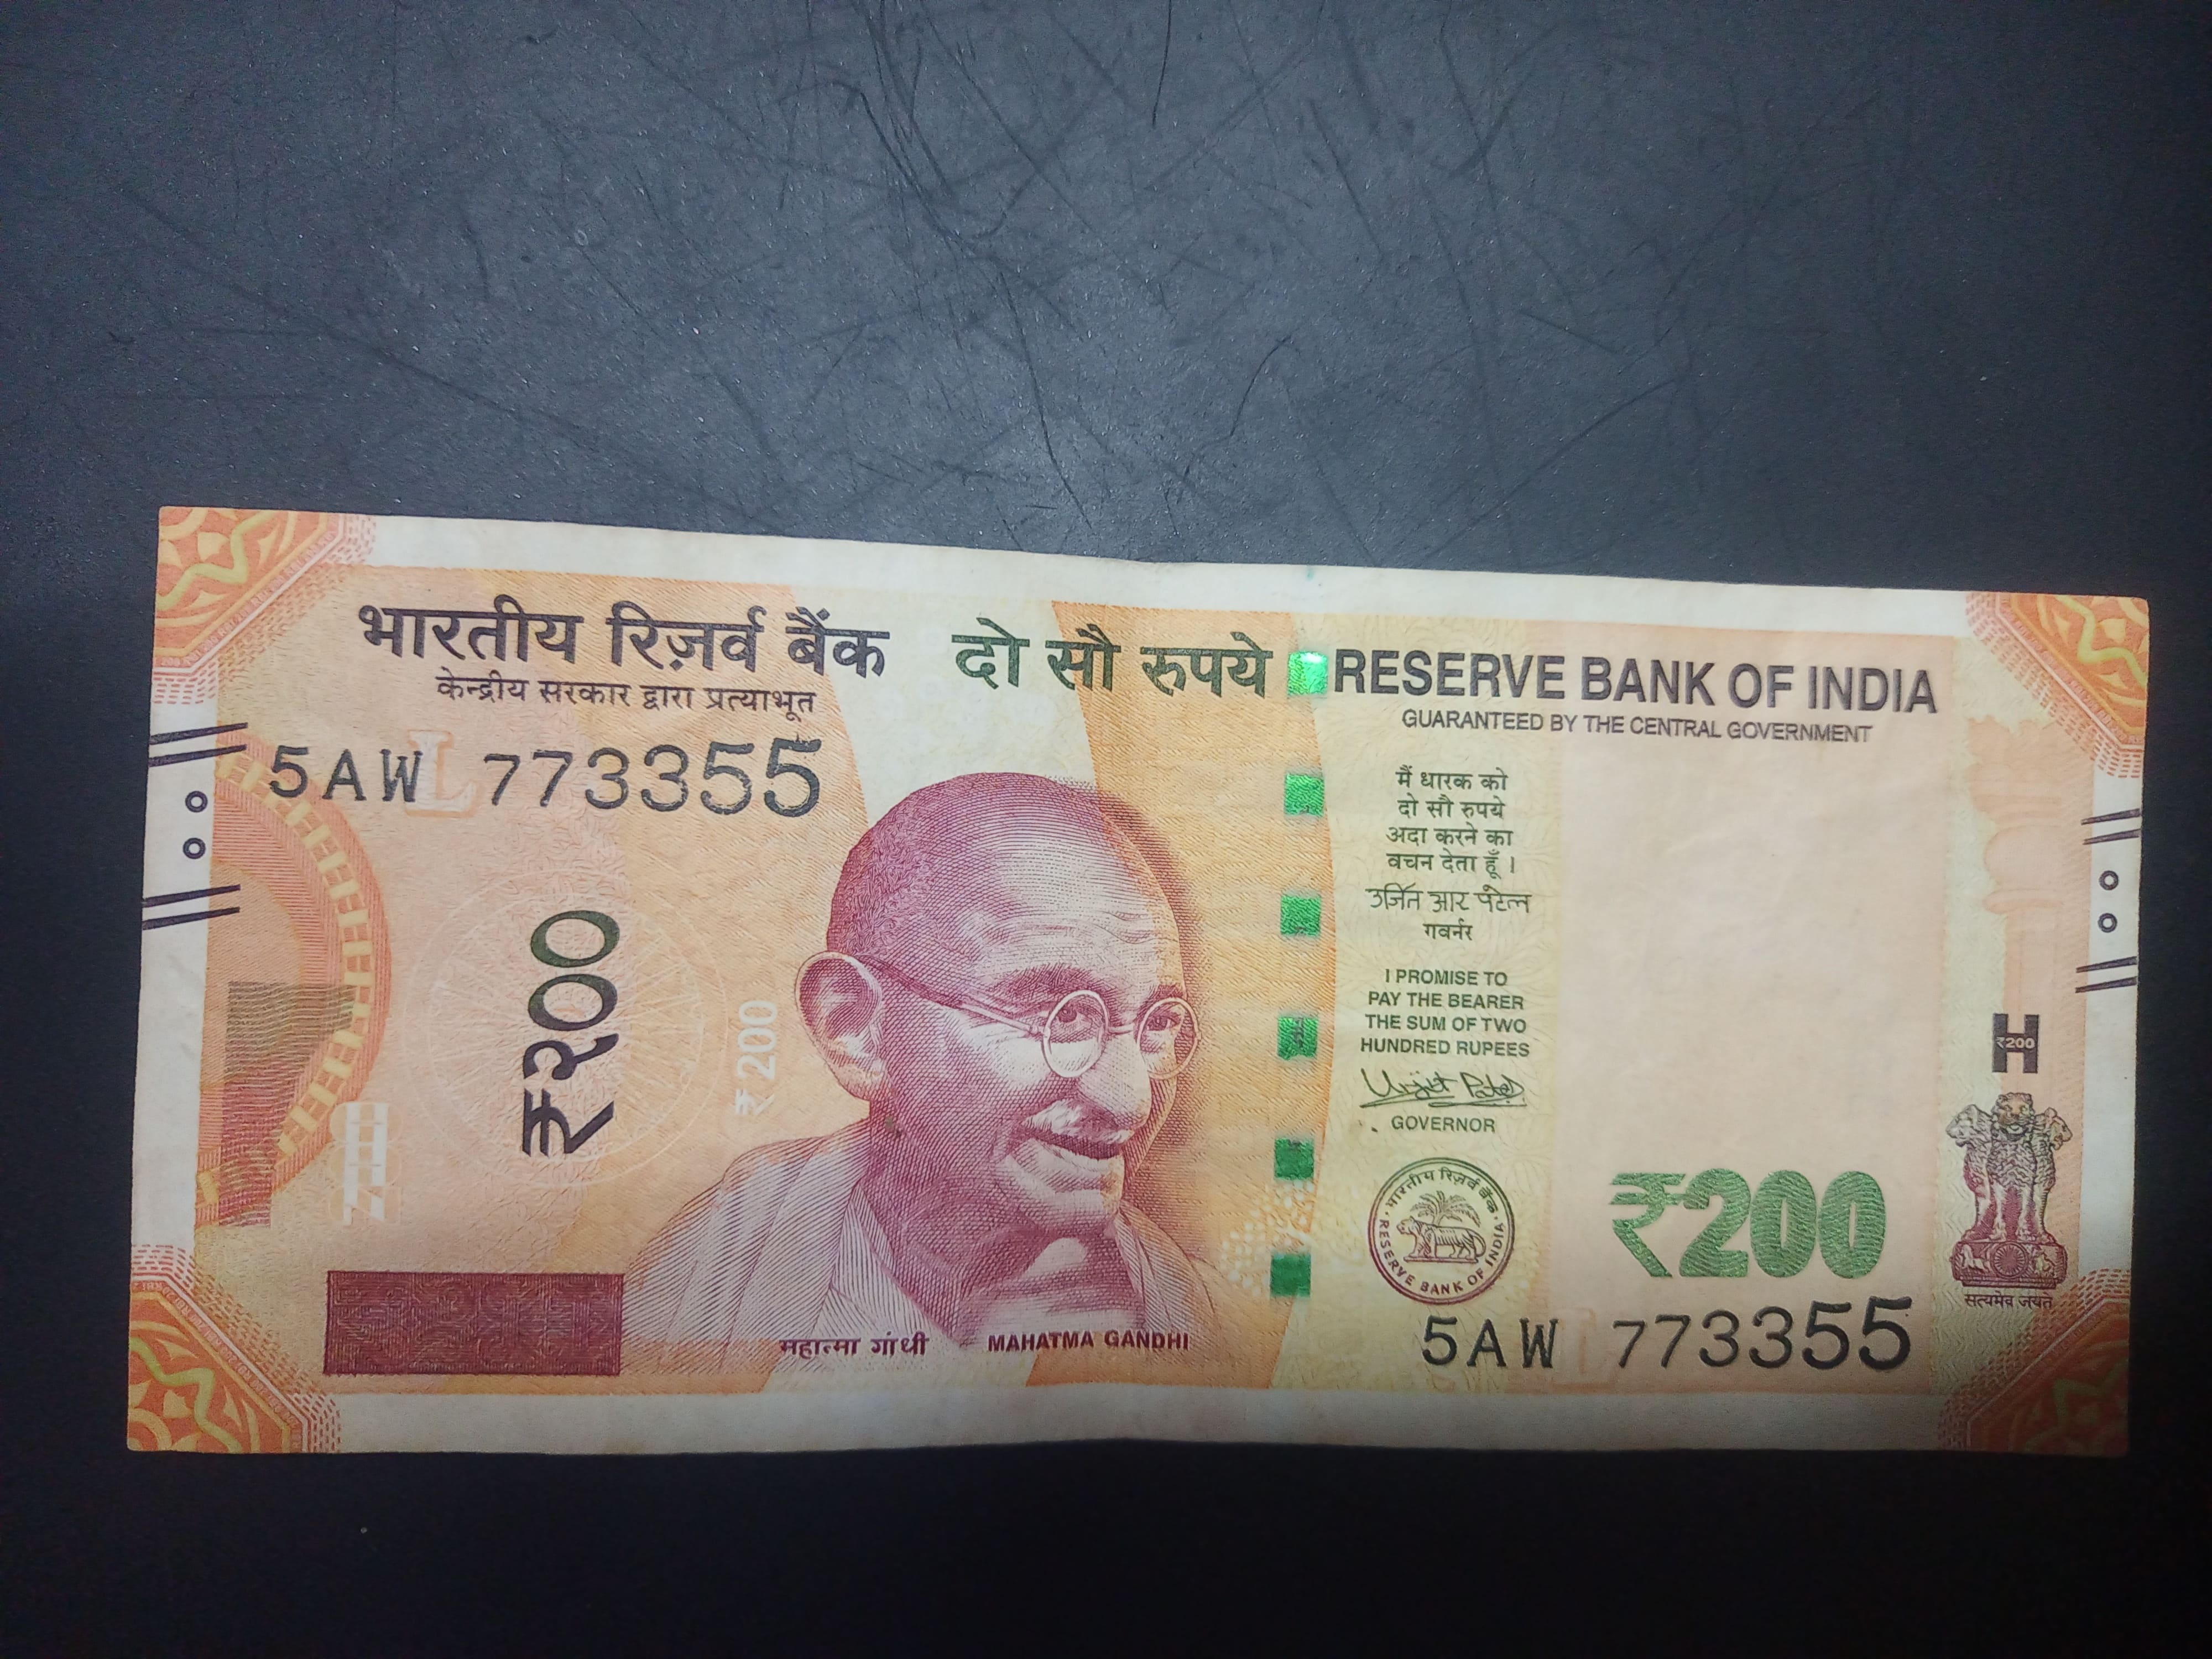 भारतीय रिज़र्व बैंक
केन्द्रीय सरकार द्वारा प्रत्याभूत
दो सौ रुपये
RESERVE BANK OF INDIA
GUARANTEED BY THE CENTRAL GOVERNMENT
5AW 773355
L
₹२००
₹200
मैं धारक को
दो सौ रुपये
अदा करने का
वचन देता हूँ ।
उर्जित आर पटेल
गवर्नर
I PROMISE TO
PAY THE BEARER
THE SUM OF TWO
HUNDRED RUPEES
Urjit Patel
GOVERNOR
भारतीय रिज़र्व बैंक
RESERVE BANK OF INDIA
H
₹200
₹200
सत्यमेव जयते
महात्मा गांधी
MAHATMA GANDHI
5AW 773355